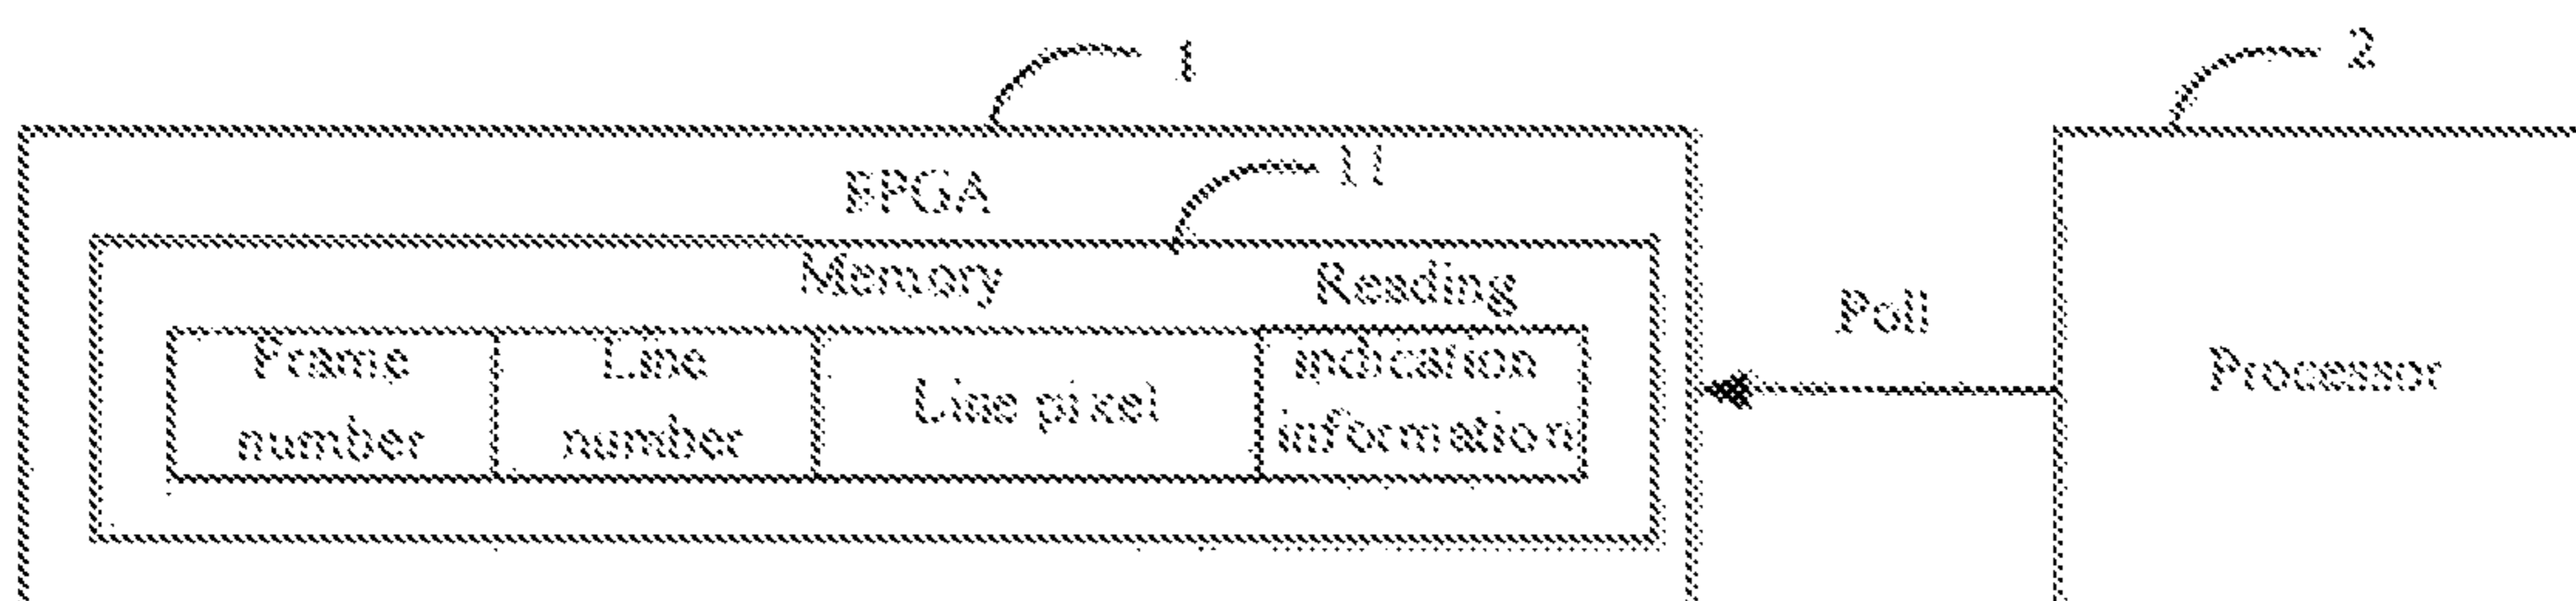 1
2
FPGA
11
Memory
Reading
indication
information
Frame
number
Line
number
Line pixel
Poll
Processor